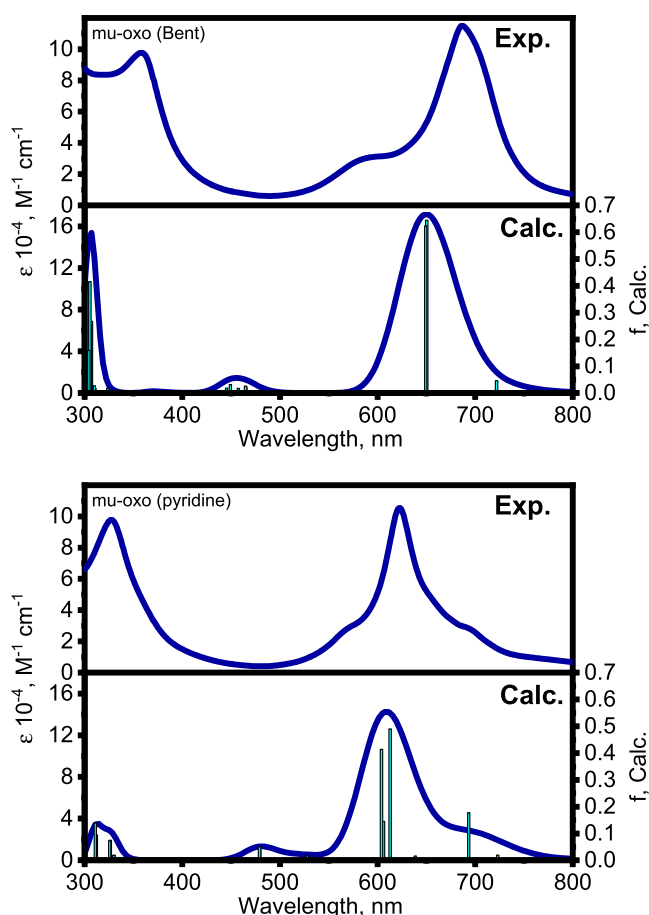 mu-oxo (Bent)
Exp.
10
8
6
4
2
0
ε 10⁻⁴, M⁻¹ cm⁻¹
Calc.
16
12
8
4
0
0.7
0.6
0.5
0.4
0.3
0.2
0.1
0.0
f, Calc.
300 400 500 600 700 800
Wavelength, nm
mu-oxo (pyridine)
Exp.
10
8
6
4
2
0
ε 10⁻⁴, M⁻¹ cm⁻¹
Calc.
16
12
8
4
0
0.7
0.6
0.5
0.4
0.3
0.2
0.1
0.0
f, Calc.
300 400 500 600 700 800
Wavelength, nm